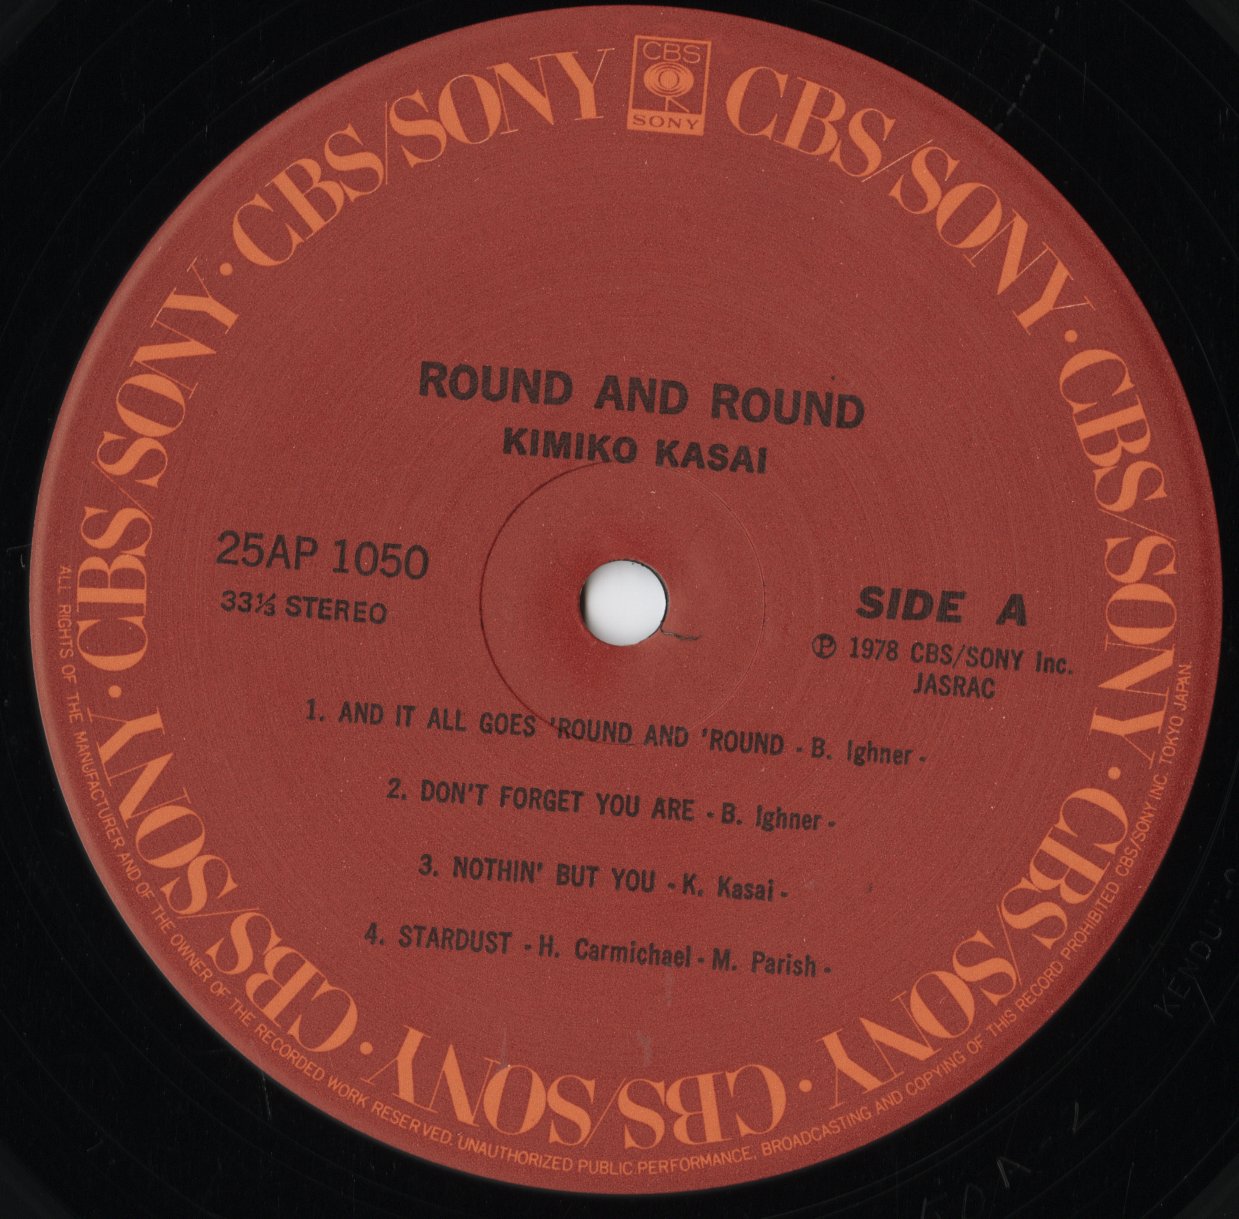 CBS
SONY
CBS/SONY · CBS/SONY · CBS/SONY · CBS/SONY · CBS/SONY · CBS/SONY · CBS/SONY · CBS/SONY
ROUND AND ROUND
KIMIKO KASAI
25AP 1050
33⅓ STEREO
SIDE A
℗ 1978 CBS/SONY Inc.
JASRAC
1. AND IT ALL GOES 'ROUND AND 'ROUND - B. Ighner -
2. DON'T FORGET YOU ARE - B. Ighner -
3. NOTHIN' BUT YOU - K. Kasai -
4. STARDUST - H. Carmichael - M. Parish -
ALL RIGHTS OF THE MANUFACTURER AND OF THE OWNER OF THE RECORDED WORK RESERVED. UNAUTHORIZED PUBLIC PERFORMANCE, BROADCASTING AND COPYING OF THIS RECORD PROHIBITED CBS/SONY INC. TOKYO JAPAN.